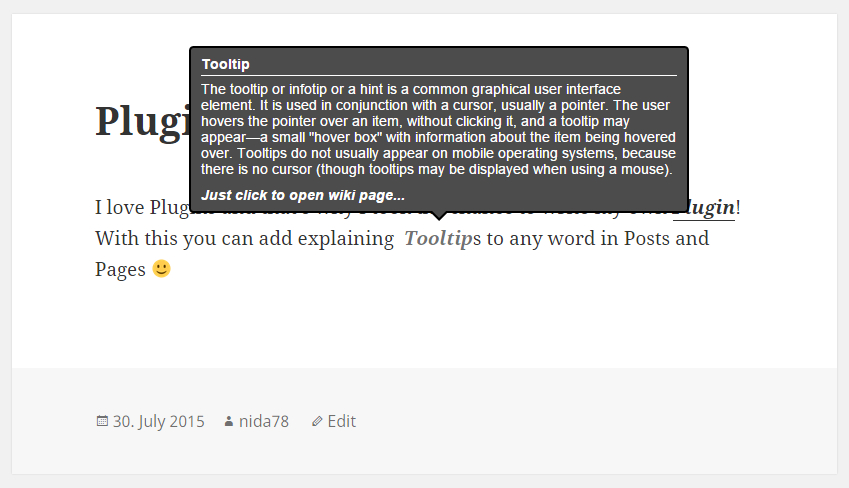 Tooltip
The tooltip or infotip or a hint is a common graphical user interface
element. It is used in conjunction with a cursor, usually a pointer. The user
hovers the pointer over an item, without clicking it, and a tooltip may
appear—a small "hover box" with information about the item being hovered
over. Tooltips do not usually appear on mobile operating systems, because
there is no cursor (though tooltips may be displayed when using a mouse).
Just click to open wiki page...
Plugi
I love Plug lugin!
With this you can add explaining Tooltips to any word in Posts and
Pages
30. July 2015 nida78 Edit